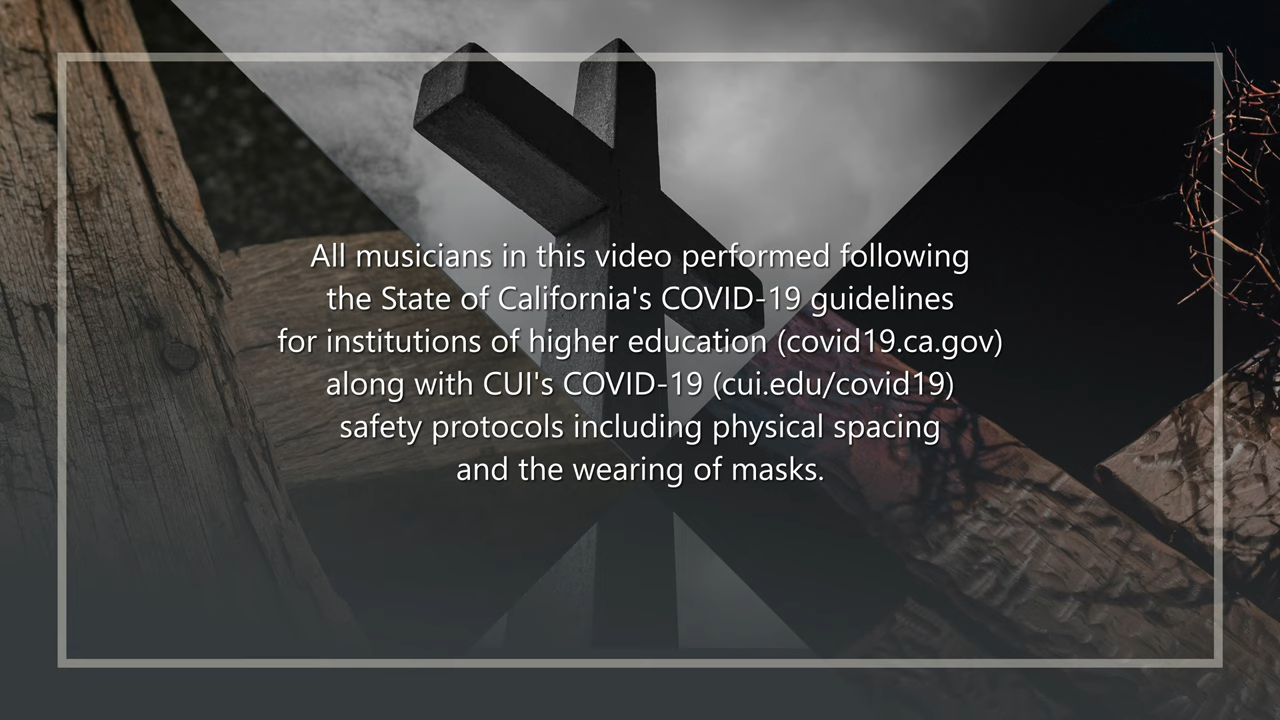 All musicians in this video performed following
the State of California's COVID-19 guidelines
for institutions of higher education (covid19.ca.gov)
along with CUI's COVID-19 (cui.edu/covid19)
safety protocols including physical spacing
and the wearing of masks.